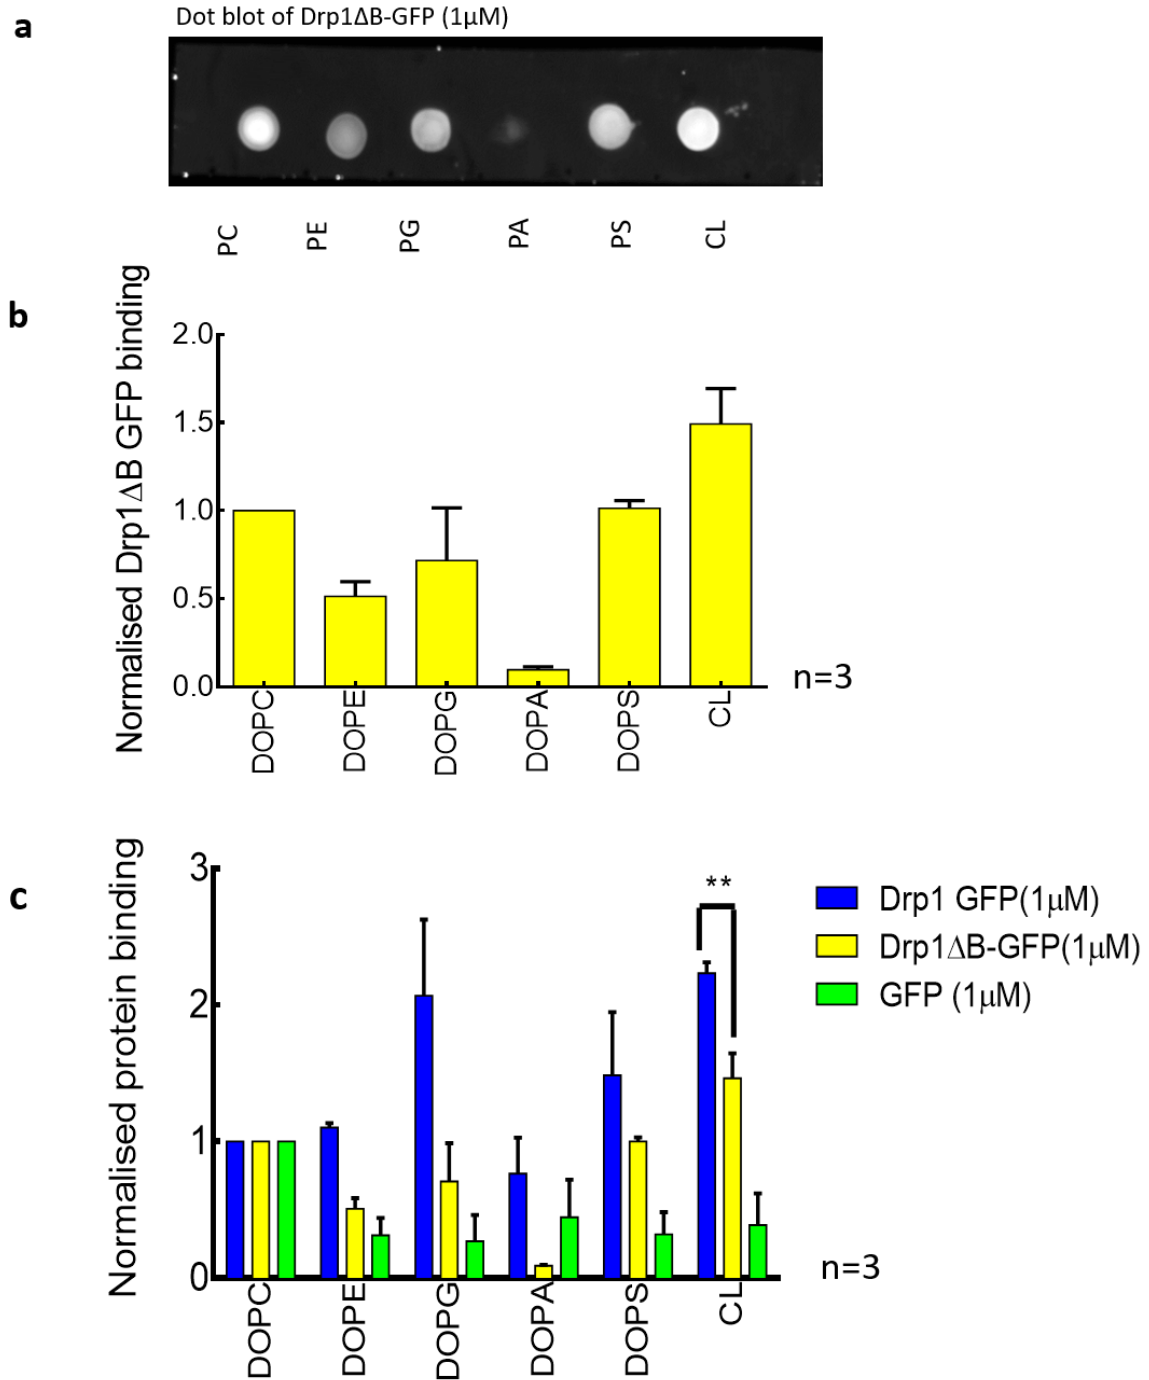 a
Dot blot of Drp1ΔB-GFP (1µM)
PC
PE
PG
PA
PS
CL
b
Normalised Drp1ΔB GFP binding
2.0
1.5
1.0
0.5
0.0
DOPC
DOPE
DOPG
DOPA
DOPS
CL
n=3
c
Normalised protein binding
3
2
1
0
**
DOPC
DOPE
DOPG
DOPA
DOPS
CL
Drp1 GFP(1µM)
Drp1ΔB-GFP(1µM)
GFP (1µM)
n=3